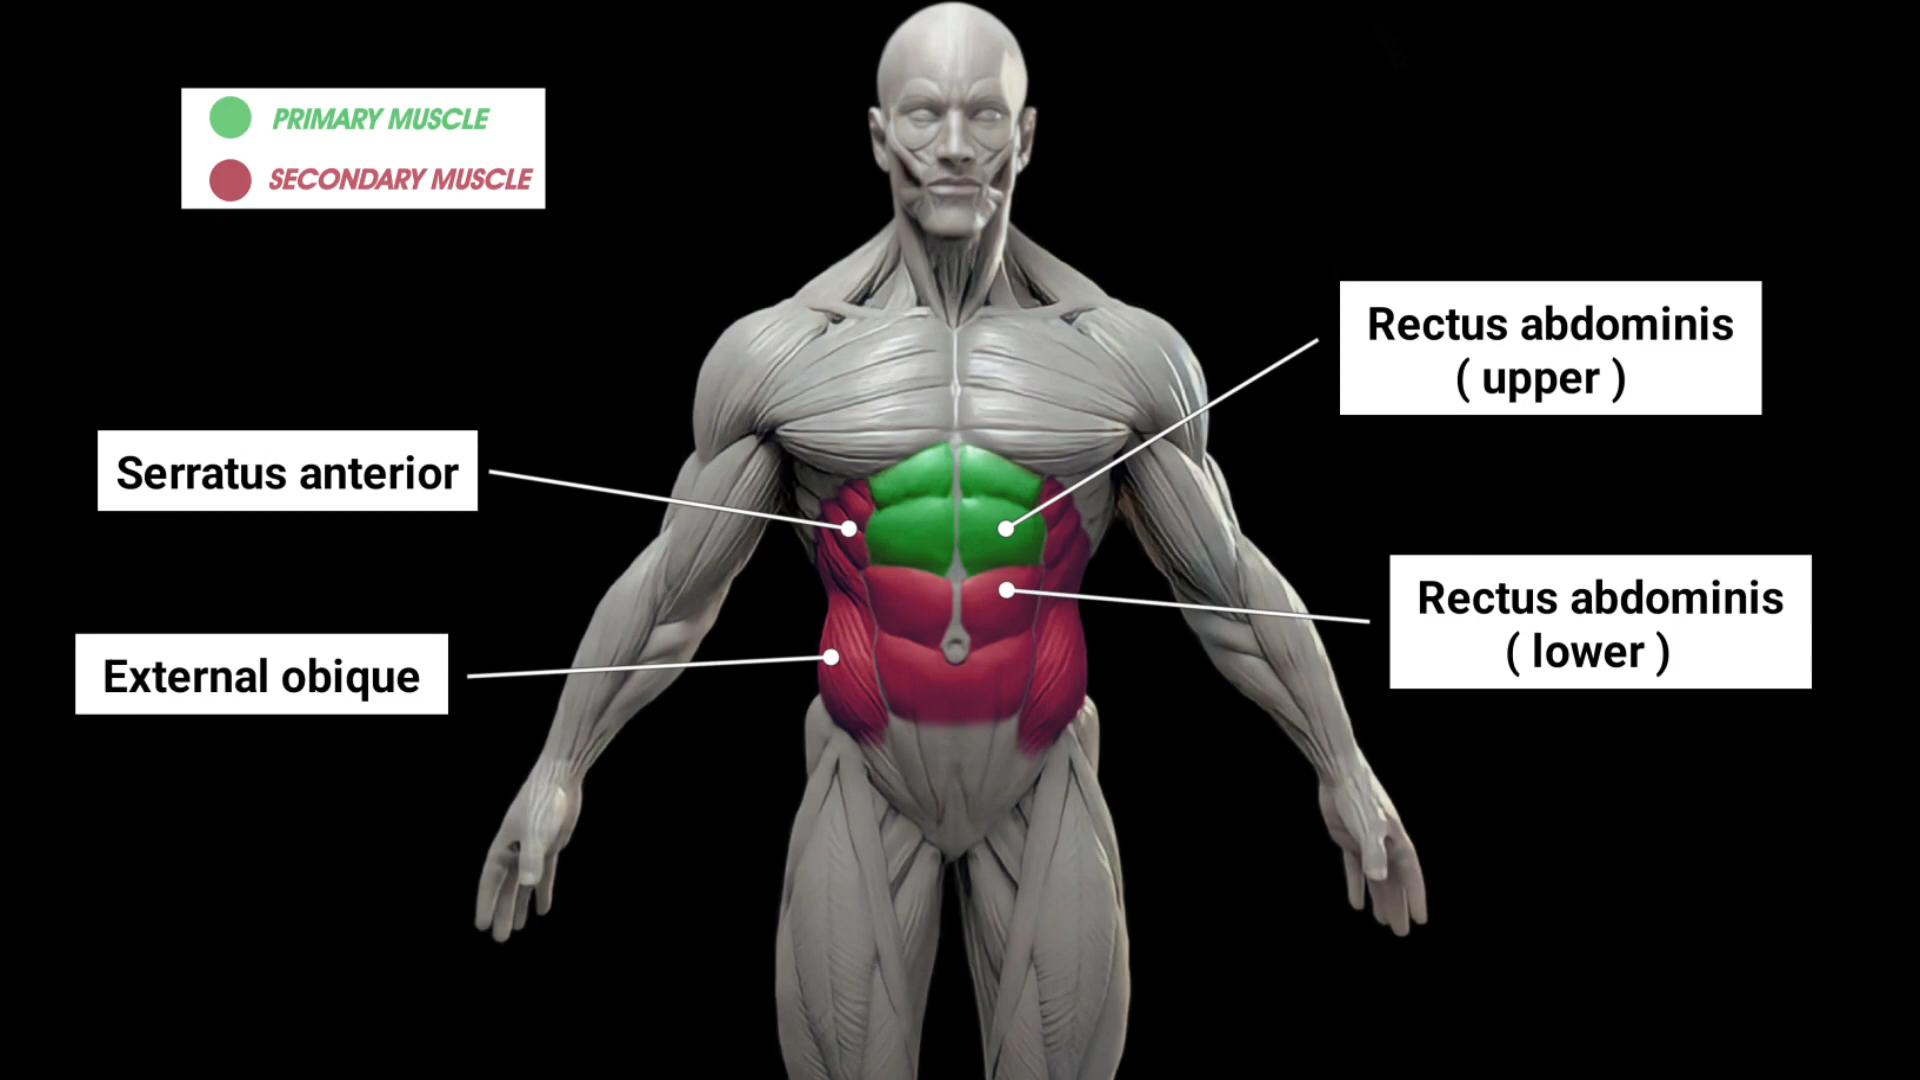 PRIMARY MUSCLE
SECONDARY MUSCLE
Rectus abdominis
( upper )
Serratus anterior
Rectus abdominis
( lower )
External obique